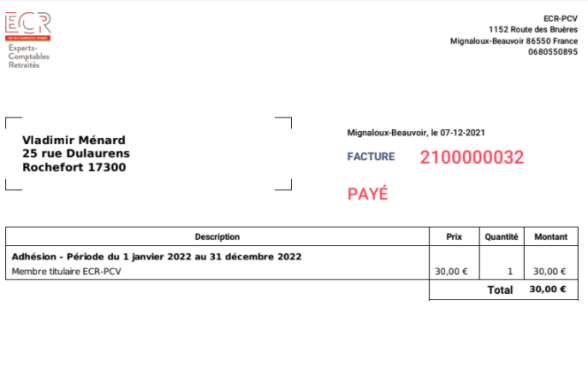 ECR
Experts-
Comptables
Retraités
ECR-PCV
1152 Route des Bruères
Mignaloux-Beauvoir 86550 France
0680550895
Vladimir Ménard
25 rue Dulaurens
Rochefort 17300
Mignaloux-Beauvoir, le 07-12-2021
FACTURE 2100000032
PAYÉ
Description Prix Quantité Montant
Adhésion - Période du 1 janvier 2022 au 31 décembre 2022
Membre titulaire ECR-PCV 30,00 € 1 30,00 €
Total 30,00 €